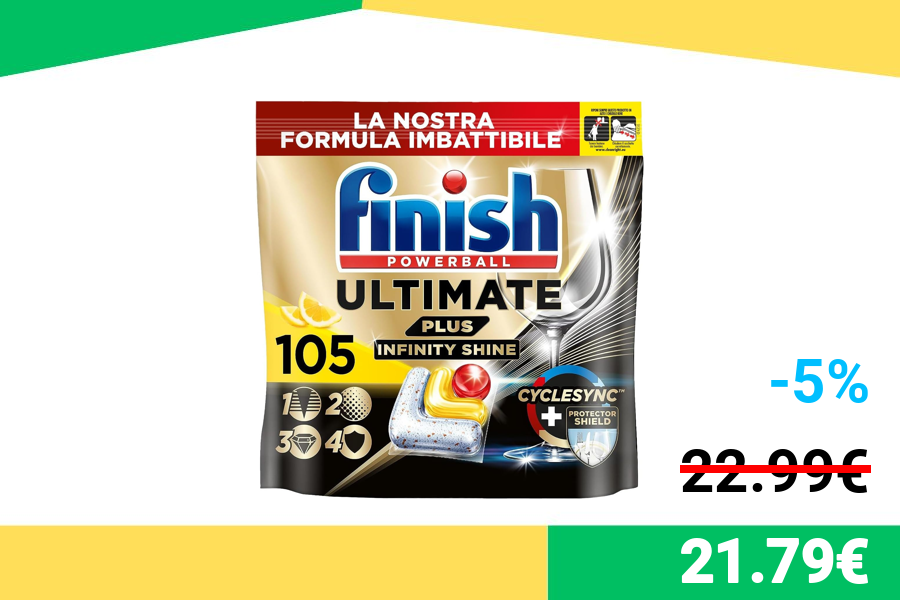 LA NOSTRA
FORMULA IMBATTIBILE
finish
POWERBALL
ULTIMATE
PLUS
INFINITY SHINE
105
1 2
3 4
CYCLESYNC™
+
PROTECTOR
SHIELD
-5%
22.99€
21.79€